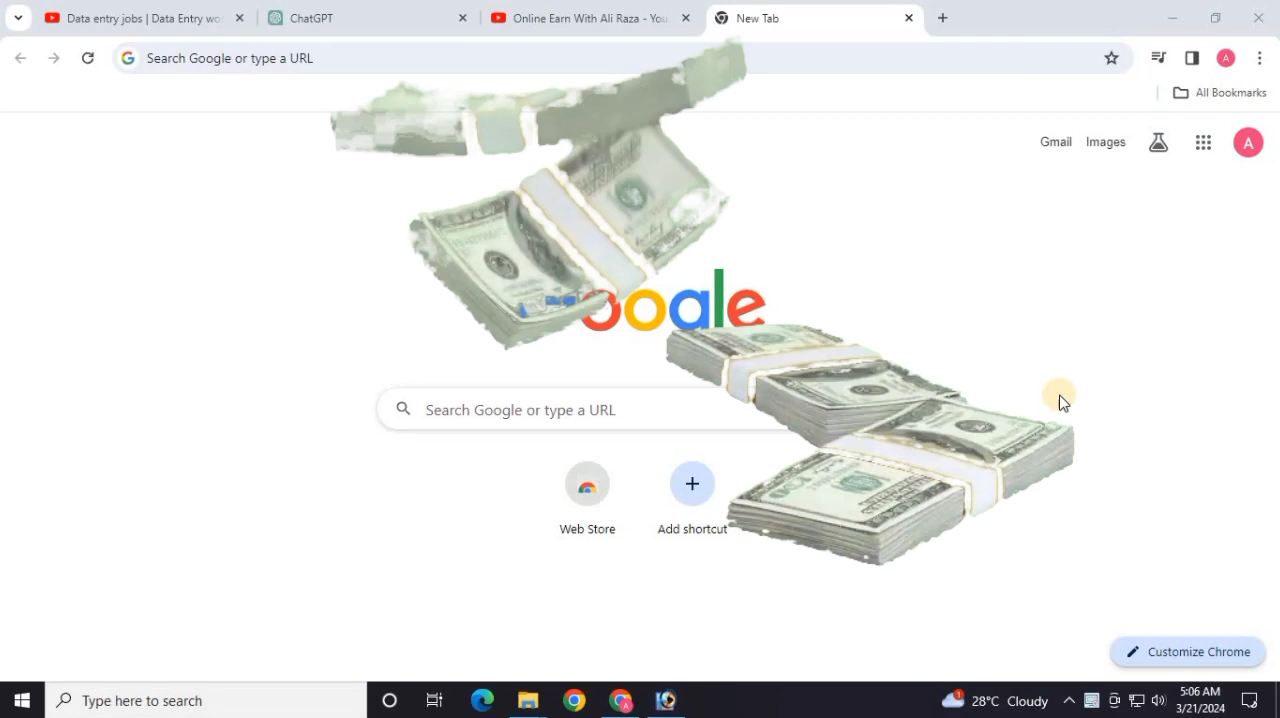 Data entry jobs | Data Entry wo
ChatGPT
Online Earn With Ali Raza - You
New Tab
Search Google or type a URL
A
All Bookmarks
Gmail
Images
A
oogle
Search Google or type a URL
Web Store
Add shortcut
Customize Chrome
Type here to search
A
1
28°C Cloudy
5:06 AM
3/21/2024